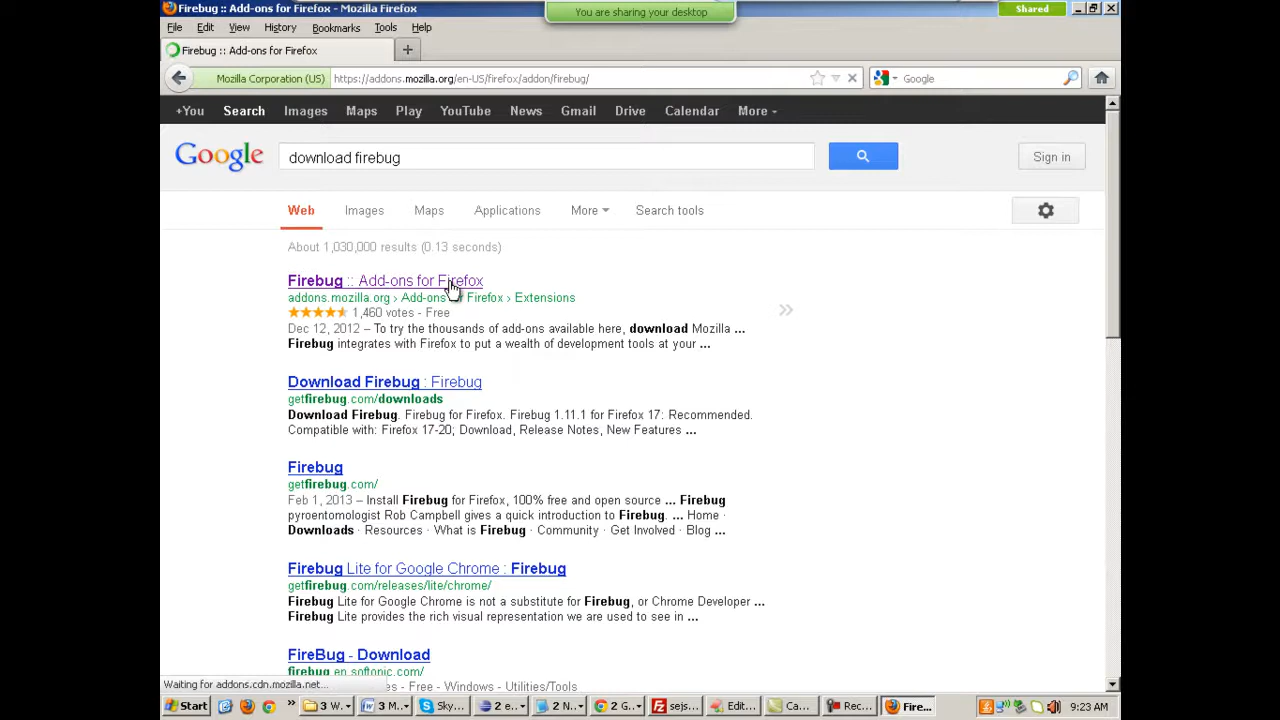 Firebug :: Add-ons for Firefox - Mozilla Firefox
You are sharing your desktop
Shared
File Edit View History Bookmarks Tools Help
Firebug :: Add-ons for Firefox
Mozilla Corporation (US) https://addons.mozilla.org/en-US/firefox/addon/firebug/ Google
+You Search Images Maps Play YouTube News Gmail Drive Calendar More
Google download firebug Sign in
Web Images Maps Applications More Search tools
About 1,030,000 results (0.13 seconds)
Firebug :: Add-ons for Firefox
addons.mozilla.org › Add-ons Firefox › Extensions
1,460 votes - Free
Dec 12, 2012 – To try the thousands of add-ons available here, download Mozilla ...
Firebug integrates with Firefox to put a wealth of development tools at your ...
Download Firebug : Firebug
getfirebug.com/downloads
Download Firebug. Firebug for Firefox. Firebug 1.11.1 for Firefox 17: Recommended.
Compatible with: Firefox 17-20; Download, Release Notes, New Features ...
Firebug
getfirebug.com/
Feb 1, 2013 – Install Firebug for Firefox, 100% free and open source ... Firebug
pyroentomologist Rob Campbell gives a quick introduction to Firebug. ... Home ·
Downloads · Resources · What is Firebug · Community · Get Involved · Blog ...
Firebug Lite for Google Chrome : Firebug
getfirebug.com/releases/lite/chrome/
Firebug Lite for Google Chrome is not a substitute for Firebug, or Chrome Developer ...
Firebug Lite provides the rich visual representation we are used to see in ...
FireBug - Download
firebug.en.softonic.com/
- Free - Windows - Utilities/Tools
Waiting for addons.cdn.mozilla.net...
Start 3 W... 3 M... Sky... 2 e... 2 N... 2 G... sejs... Edit... Ca... Rec... Fire... 9:23 AM